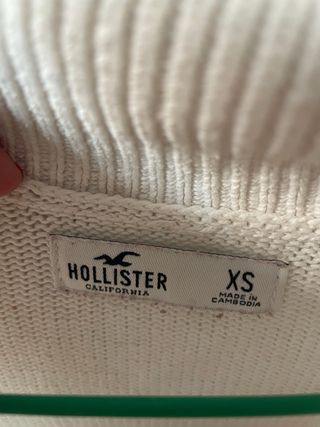 HOLLISTER
CALIFORNIA
XS
MADE IN
CAMBODIA